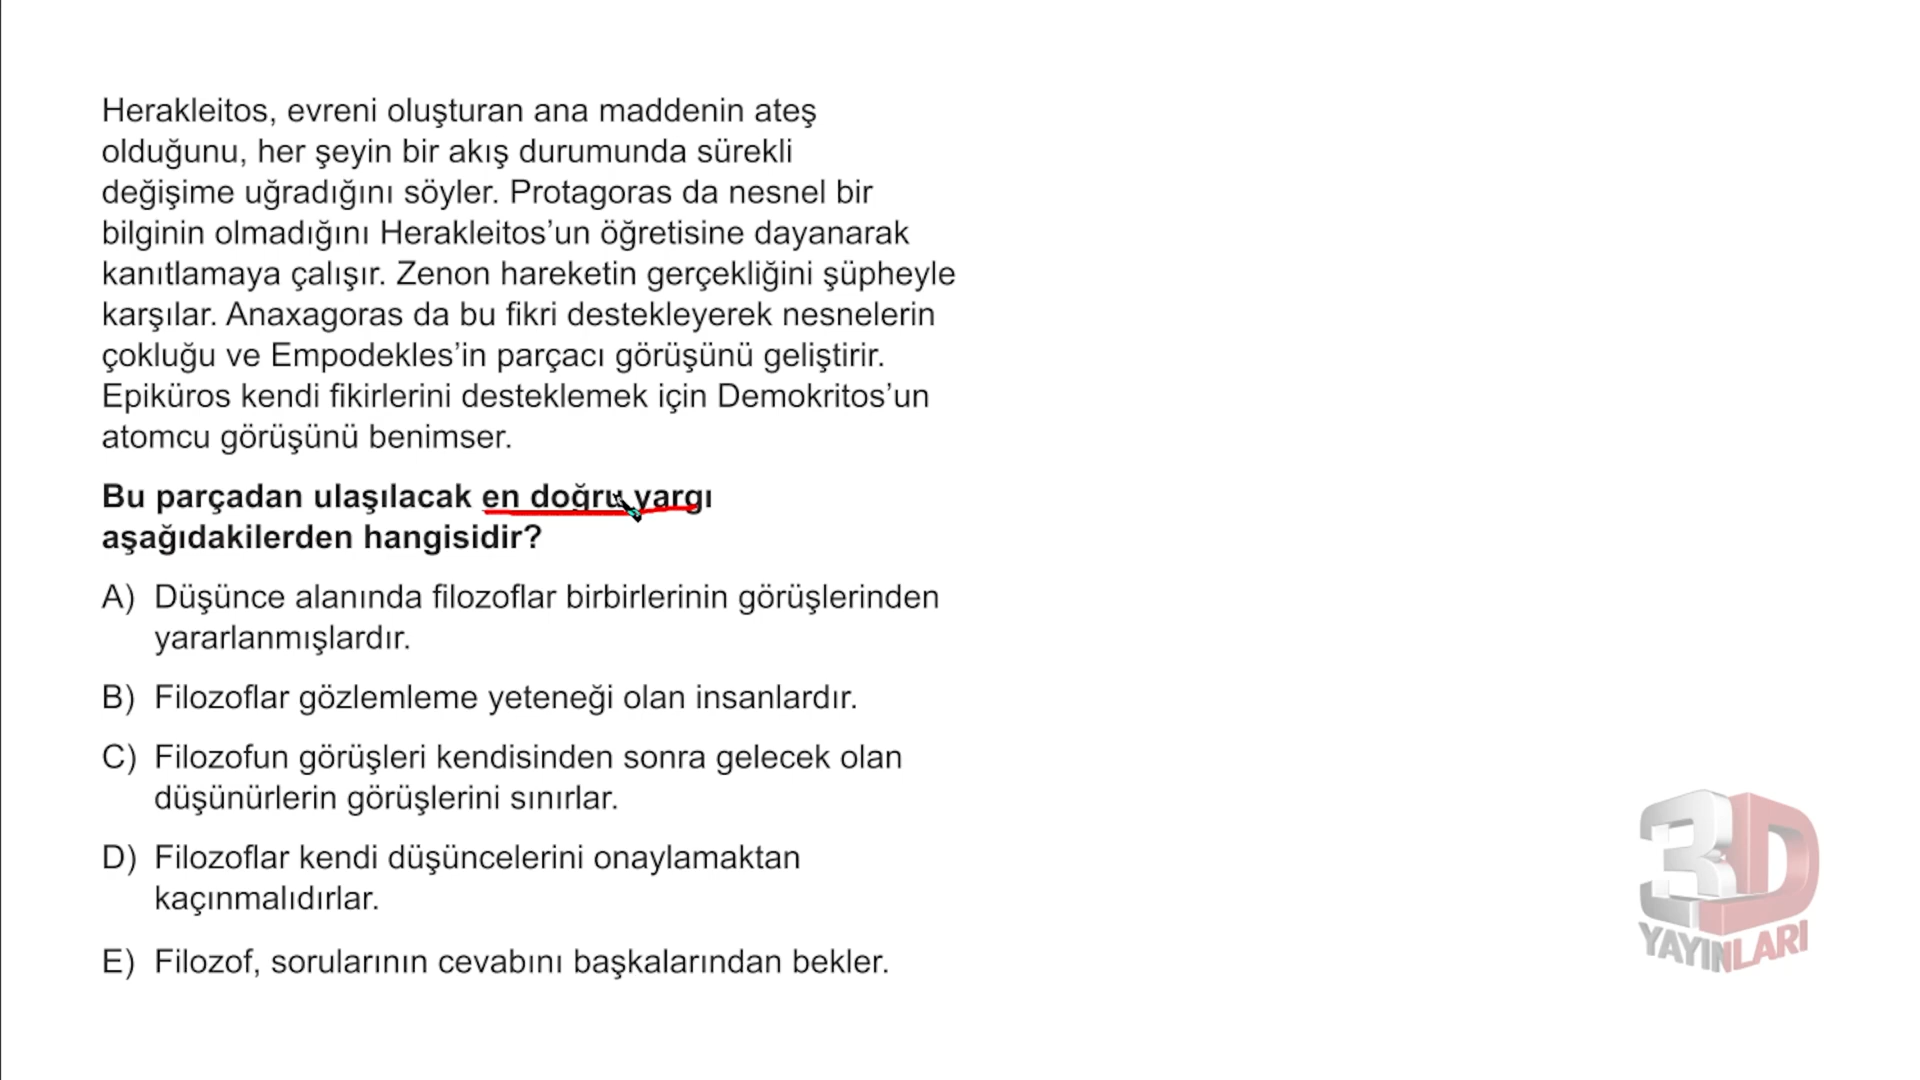 Herakleitos, evreni oluşturan ana maddenin ateş
olduğunu, her şeyin bir akış durumunda sürekli
değişime uğradığını söyler. Protagoras da nesnel bir
bilginin olmadığını Herakleitos’un öğretisine dayanarak
kanıtlamaya çalışır. Zenon hareketin gerçekliğini şüpheyle
karşılar. Anaxagoras da bu fikri destekleyerek nesnelerin
çokluğu ve Empodekles’in parçacı görüşünü geliştirir.
Epiküros kendi fikirlerini desteklemek için Demokritos’un
atomcu görüşünü benimser.
Bu parçadan ulaşılacak en doğru yargı
aşağıdakilerden hangisidir?
A) Düşünce alanında filozoflar birbirlerinin görüşlerinden
yararlanmışlardır.
B) Filozoflar gözlemleme yeteneği olan insanlardır.
C) Filozofun görüşleri kendisinden sonra gelecek olan
düşünürlerin görüşlerini sınırlar.
D) Filozoflar kendi düşüncelerini onaylamaktan
kaçınmalıdırlar.
E) Filozof, sorularının cevabını başkalarından bekler.
3D
YAYINLARI